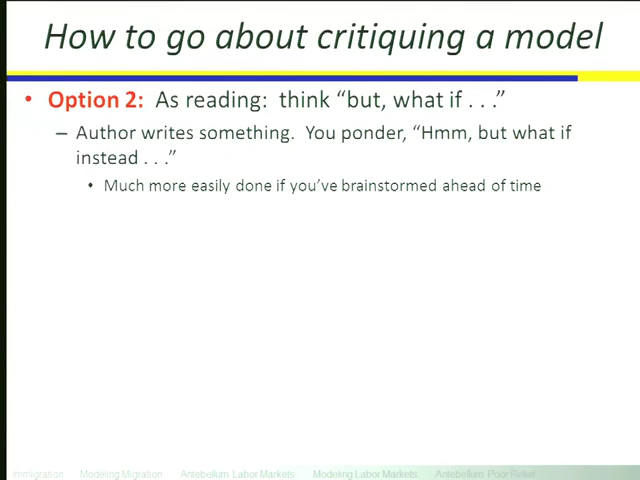 How to go about critiquing a model
• Option 2: As reading: think “but, what if . . .”
– Author writes something. You ponder, “Hmm, but what if
instead . . .”
• Much more easily done if you’ve brainstormed ahead of time
Immigration Modeling Migration Antebellum Labor Markets Modeling Labor Markets Antebellum Poor Relief